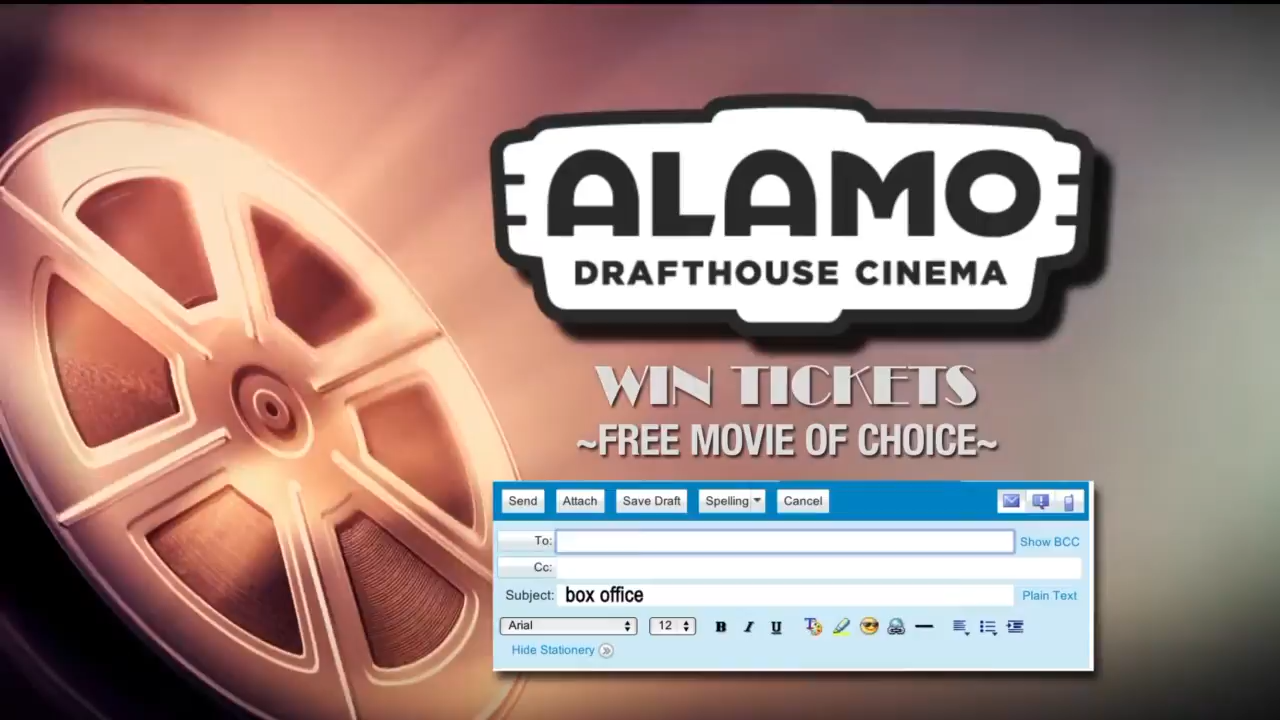 ALAMO
DRAFTHOUSE CINEMA
WIN TICKETS
~FREE MOVIE OF CHOICE~
Send Attach Save Draft Spelling Cancel
To: Show BCC
Cc:
Subject: box office Plain Text
Arial 12 B I U T
Hide Stationery